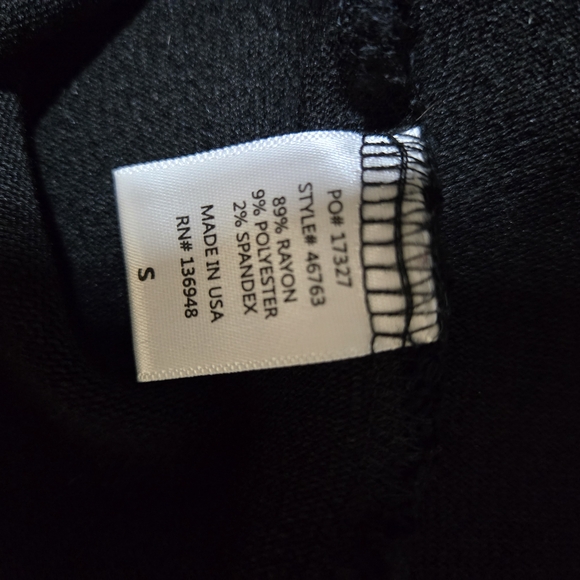 PO# 17327
STYLE# 46763
89% RAYON
9% POLYESTER
2% SPANDEX
MADE IN USA
RN# 136948
S